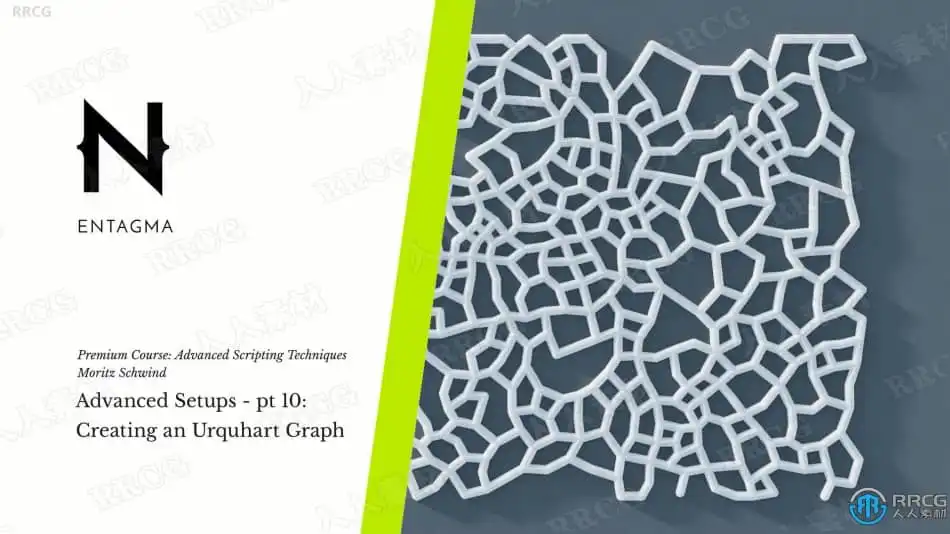 RRCG
ENTAGMA
Premium Course: Advanced Scripting Techniques
Moritz Schwind
Advanced Setups - pt 10:
Creating an Urquhart Graph
RRCG
人人素材